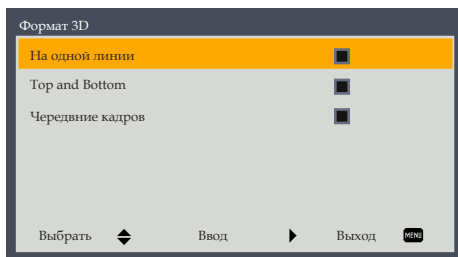 Формат 3D
На одной линии
Top and Bottom
Чередвние кадров
Выбрать Ввод Выход MENU